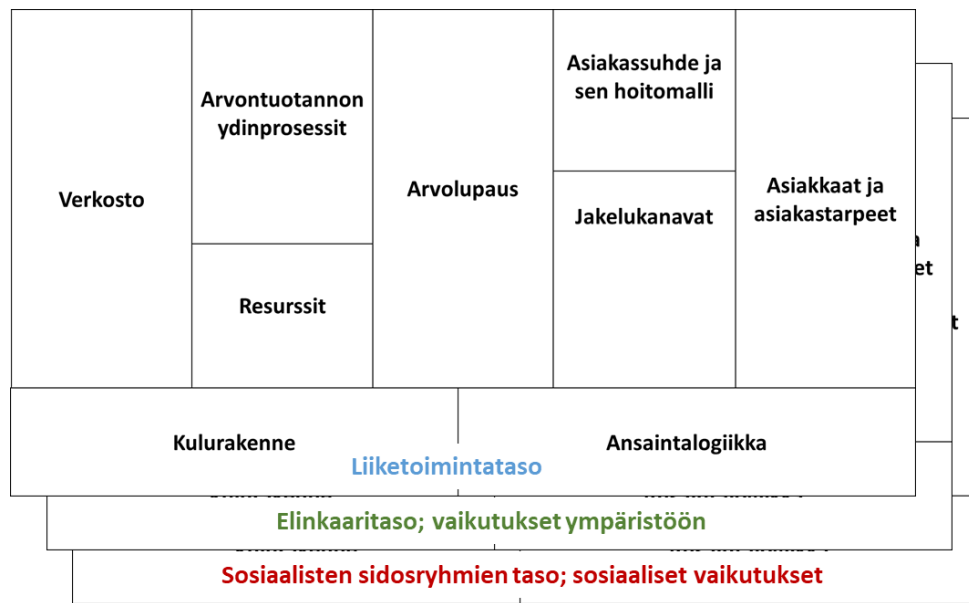 Verkosto
Arvontuotannon
ydinprosessit
Resurssit
Arvolupaus
Asiakassuhde ja
sen hoitomalli
Jakelukanavat
Asiakkaat ja
asiakastarpeet
Kulurakenne
Ansaintalogiikka
Liiketoimintataso
Elinkaaritaso; vaikutukset ympäristöön
Sosiaalisten sidosryhmien taso; sosiaaliset vaikutukset